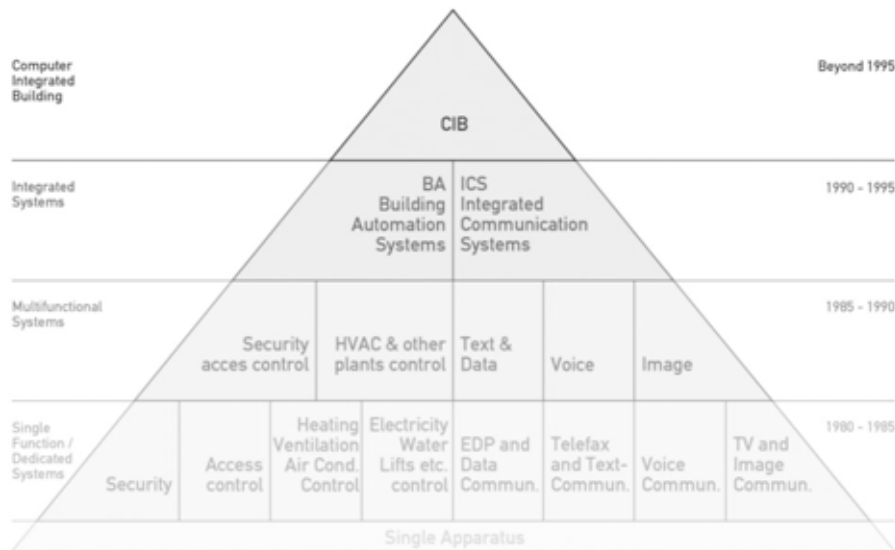 Computer
Integrated
Building
Beyond 1995
CIB
Integrated
Systems
BA
Building
Automation
Systems
ICS
Integrated
Communication
Systems
1990 - 1995
Multifunctional
Systems
Security
acces control
HVAC & other
plants control
Text &
Data
Voice
Image
1985 - 1990
Single
Function /
Dedicated
Systems
Security
Access
control
Heating
Ventilation
Air Cond.
Control
Electricity
Water
Lifts etc.
control
EDP and
Data
Commun.
Telefax
and Text-
Commun.
Voice
Commun.
TV and
Image
Commun.
1980 - 1985
Single Apparatus